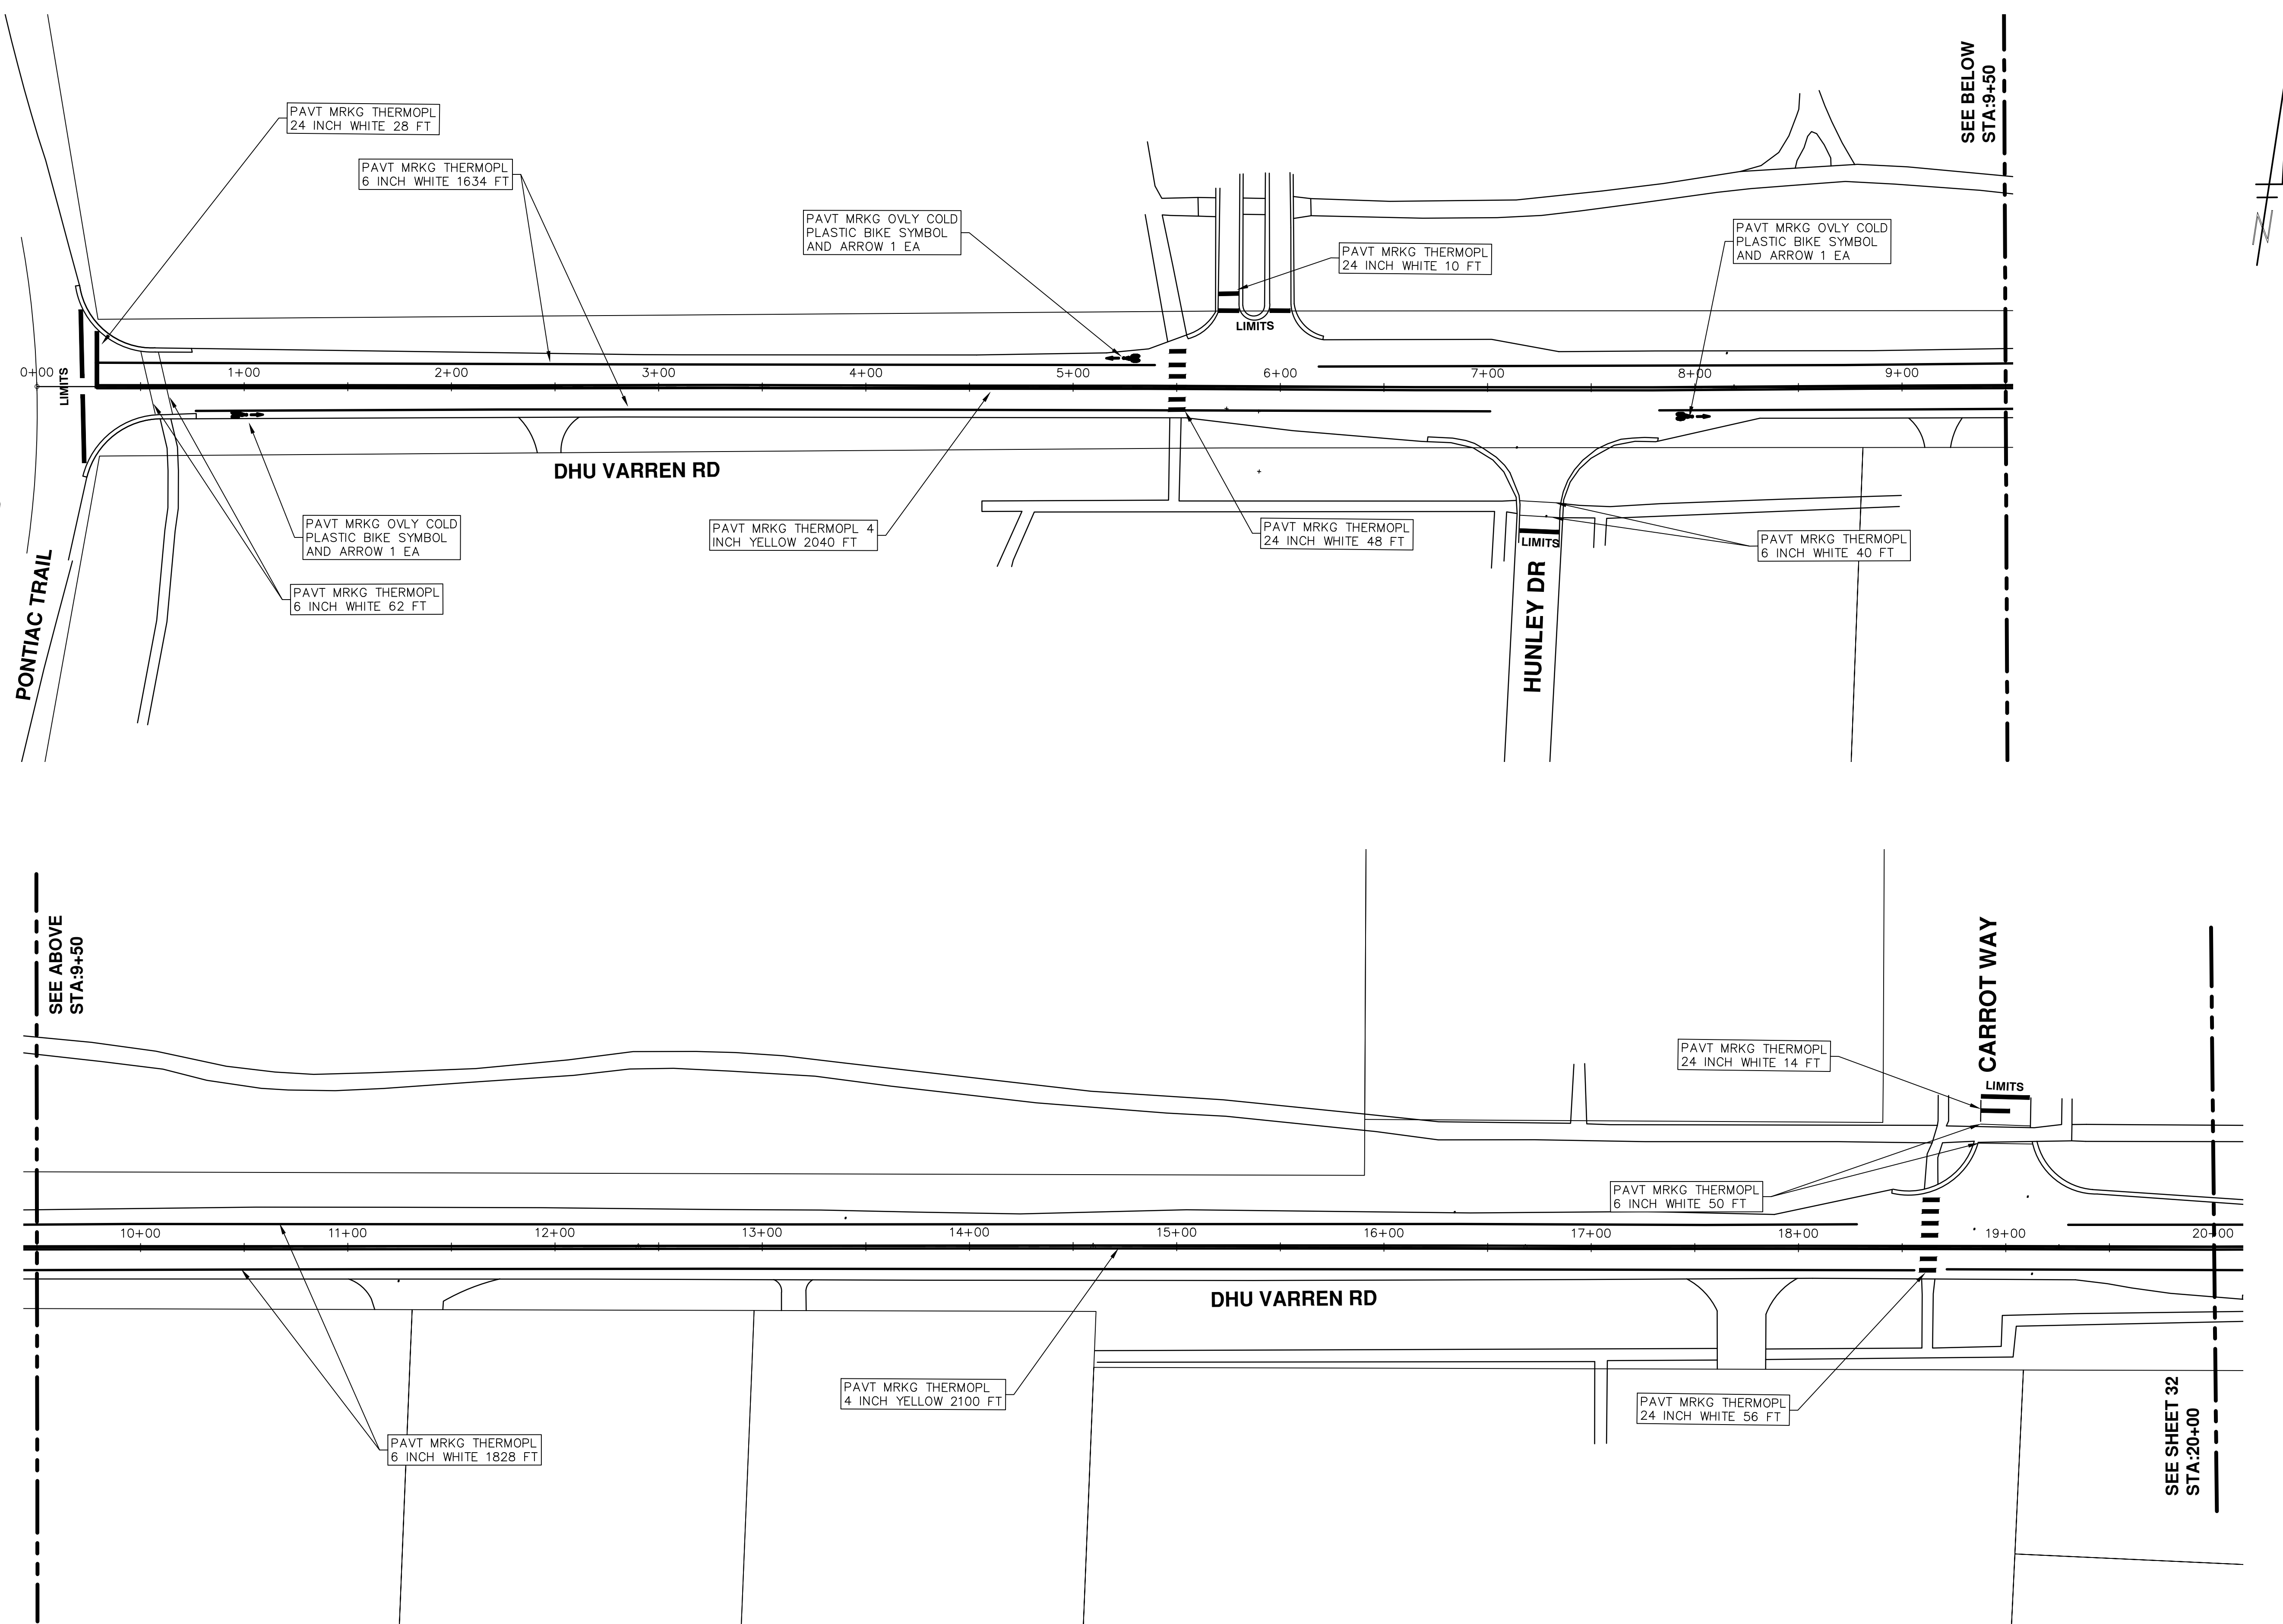 SEE BELOW
STA:9+50
PAVT MRKG THERMOPL
24 INCH WHITE 28 FT
PAVT MRKG THERMOPL
6 INCH WHITE 1634 FT
PAVT MRKG OVLY COLD
PLASTIC BIKE SYMBOL
AND ARROW 1 EA
PAVT MRKG THERMOPL
24 INCH WHITE 10 FT
PAVT MRKG OVLY COLD
PLASTIC BIKE SYMBOL
AND ARROW 1 EA
N
LIMITS
LIMITS
0+00 1+00 2+00 3+00 4+00 5+00 6+00 7+00 8+00 9+00
DHU VARREN RD
PAVT MRKG OVLY COLD
PLASTIC BIKE SYMBOL
AND ARROW 1 EA
PAVT MRKG THERMOPL 4
INCH YELLOW 2040 FT
PAVT MRKG THERMOPL
24 INCH WHITE 48 FT
LIMITS
PAVT MRKG THERMOPL
6 INCH WHITE 40 FT
PONTIAC TRAIL
PAVT MRKG THERMOPL
6 INCH WHITE 62 FT
HUNLEY DR
SEE ABOVE
STA:9+50
CARROT WAY
PAVT MRKG THERMOPL
24 INCH WHITE 14 FT
LIMITS
PAVT MRKG THERMOPL
6 INCH WHITE 50 FT
10+00 11+00 12+00 13+00 14+00 15+00 16+00 17+00 18+00 19+00 20+00
DHU VARREN RD
PAVT MRKG THERMOPL
4 INCH YELLOW 2100 FT
PAVT MRKG THERMOPL
24 INCH WHITE 56 FT
PAVT MRKG THERMOPL
6 INCH WHITE 1828 FT
SEE SHEET 32
STA:20+00